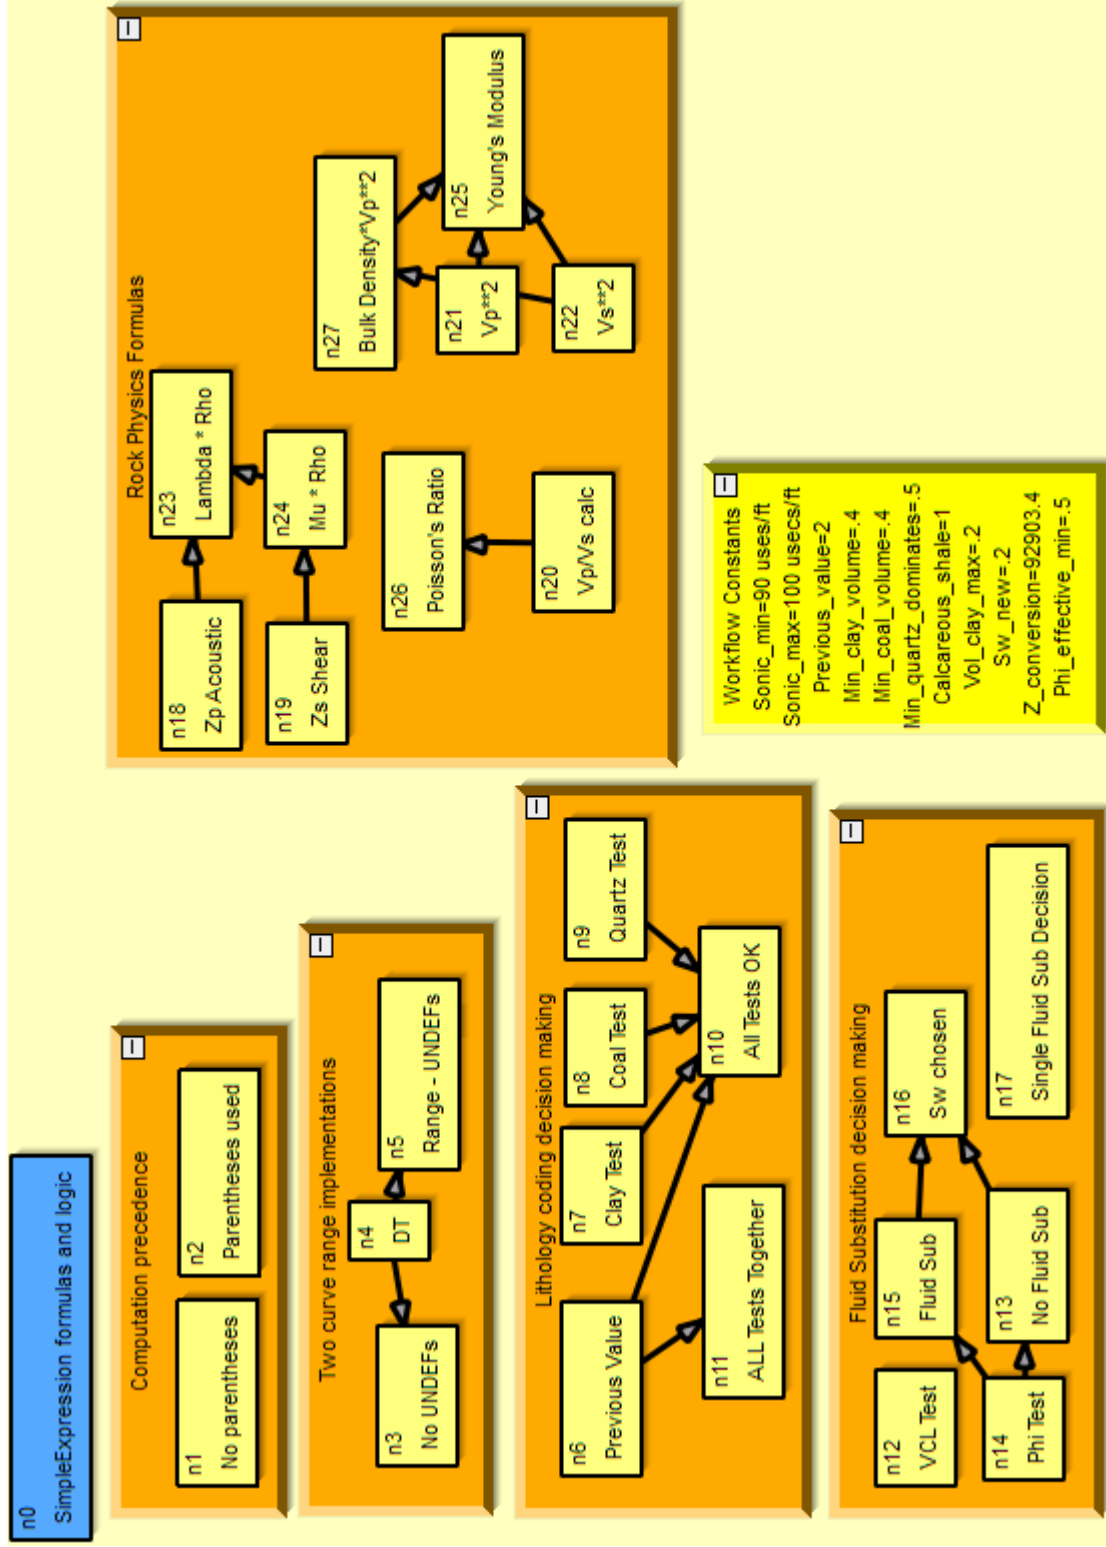 n0
SimpleExpression formulas and logic
Computation precedence
n1
No parentheses
n2
Parentheses used
Two curve range implementations
n3
No UNDEFs
n4
DT
n5
Range - UNDEFs
Lithology coding decision making
n6
Previous Value
n7
Clay Test
n8
Coal Test
n9
Quartz Test
n10
All Tests OK
n11
ALL Tests Together
Fluid Substitution decision making
n12
VCL Test
n15
Fluid Sub
n16
Sw chosen
n14
Phi Test
n13
No Fluid Sub
n17
Single Fluid Sub Decision
Rock Physics Formulas
n18
Zp Acoustic
n23
Lambda * Rho
n19
Zs Shear
n24
Mu * Rho
n26
Poisson's Ratio
n20
Vp/Vs calc
n27
Bulk Density*Vp**2
n21
Vp**2
n25
Young's Modulus
n22
Vs**2
Workflow Constants
Sonic_min=90 uses/ft
Sonic_max=100 usecs/ft
Previous_value=2
Min_clay_volume=.4
Min_coal_volume=.4
Min_quartz_dominates=.5
Calcareous_shale=1
Vol_clay_max=.2
Sw_new=.2
Z_conversion=92903.4
Phi_effective_min=.5